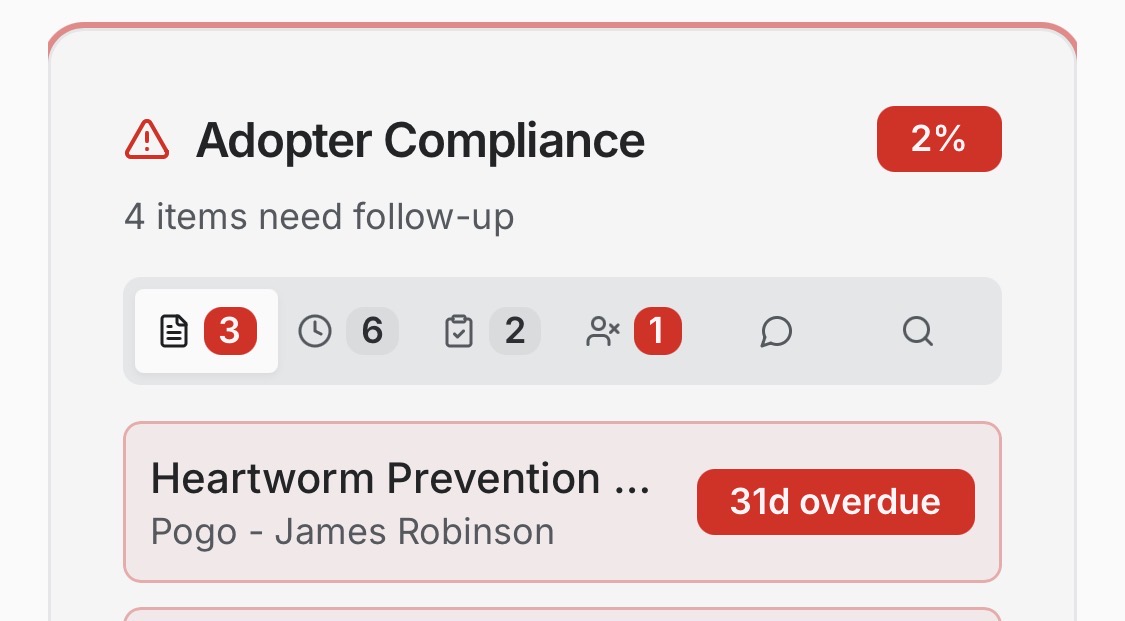 Adopter Compliance
2%
4 items need follow-up
3
6
2
1
Heartworm Prevention ...
31d overdue
Pogo - James Robinson